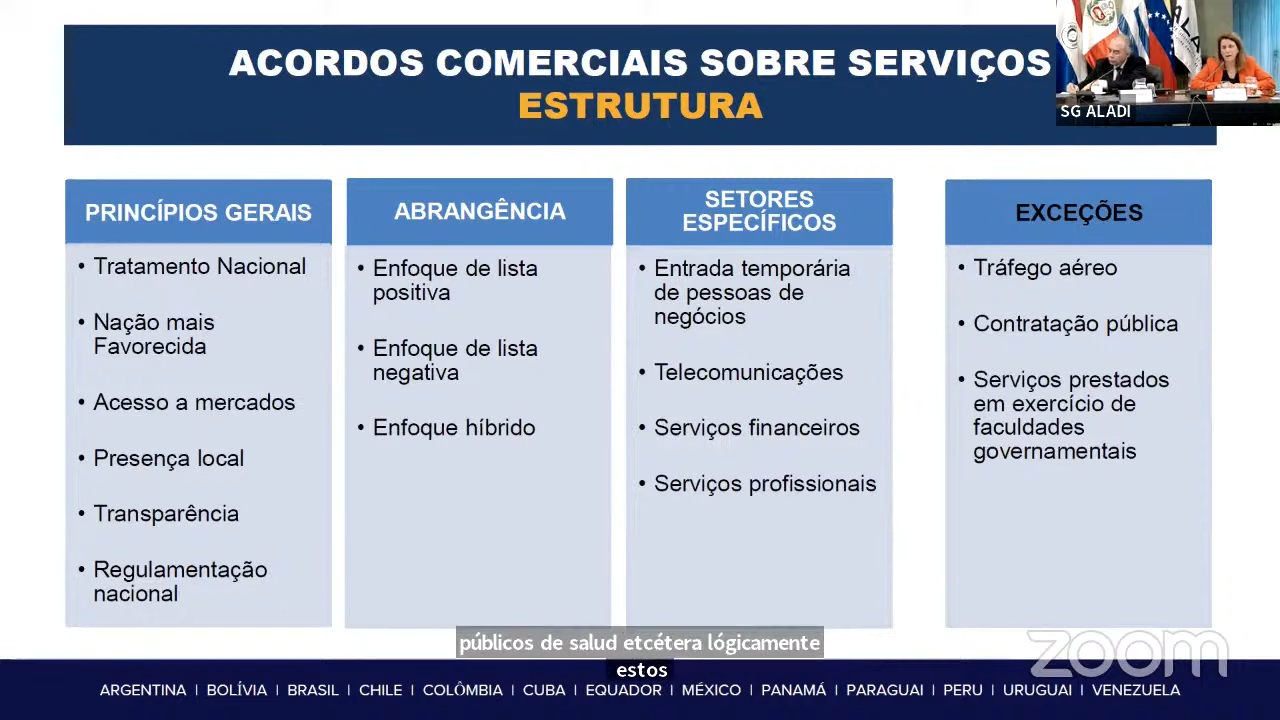 ACORDOS COMERCIAIS SOBRE SERVIÇOS
ESTRUTURA
SG ALADI
PRINCÍPIOS GERAIS
• Tratamento Nacional
• Nação mais
Favorecida
• Acesso a mercados
• Presença local
• Transparência
• Regulamentação
nacional
ABRANGÊNCIA
• Enfoque de lista
positiva
• Enfoque de lista
negativa
• Enfoque híbrido
SETORES
ESPECÍFICOS
• Entrada temporária
de pessoas de
negócios
• Telecomunicações
• Serviços financeiros
• Serviços profissionais
EXCEÇÕES
• Tráfego aéreo
• Contratação pública
• Serviços prestados
em exercício de
faculdades
governamentais
públicos de salud etcétera lógicamente
estos
zoom
ARGENTINA | BOLÍVIA | BRASIL | CHILE | COLÔMBIA | CUBA | EQUADOR | MÉXICO | PANAMÁ | PARAGUAI | PERU | URUGUAI | VENEZUELA